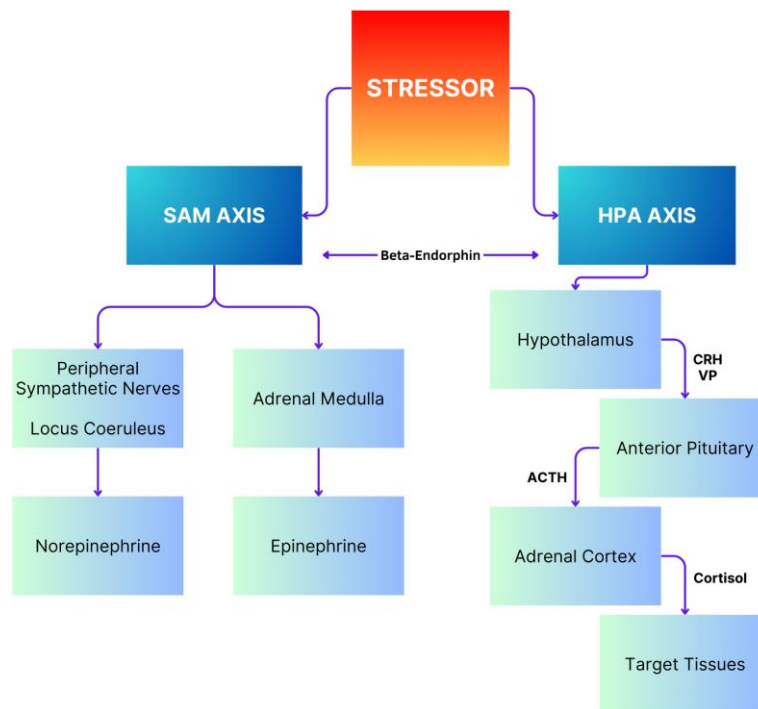 STRESSOR
SAM AXIS
HPA AXIS
Beta-Endorphin
Hypothalamus
CRH
VP
Peripheral
Sympathetic Nerves
Locus Coeruleus
Adrenal Medulla
Anterior Pituitary
ACTH
Norepinephrine
Epinephrine
Adrenal Cortex
Cortisol
Target Tissues